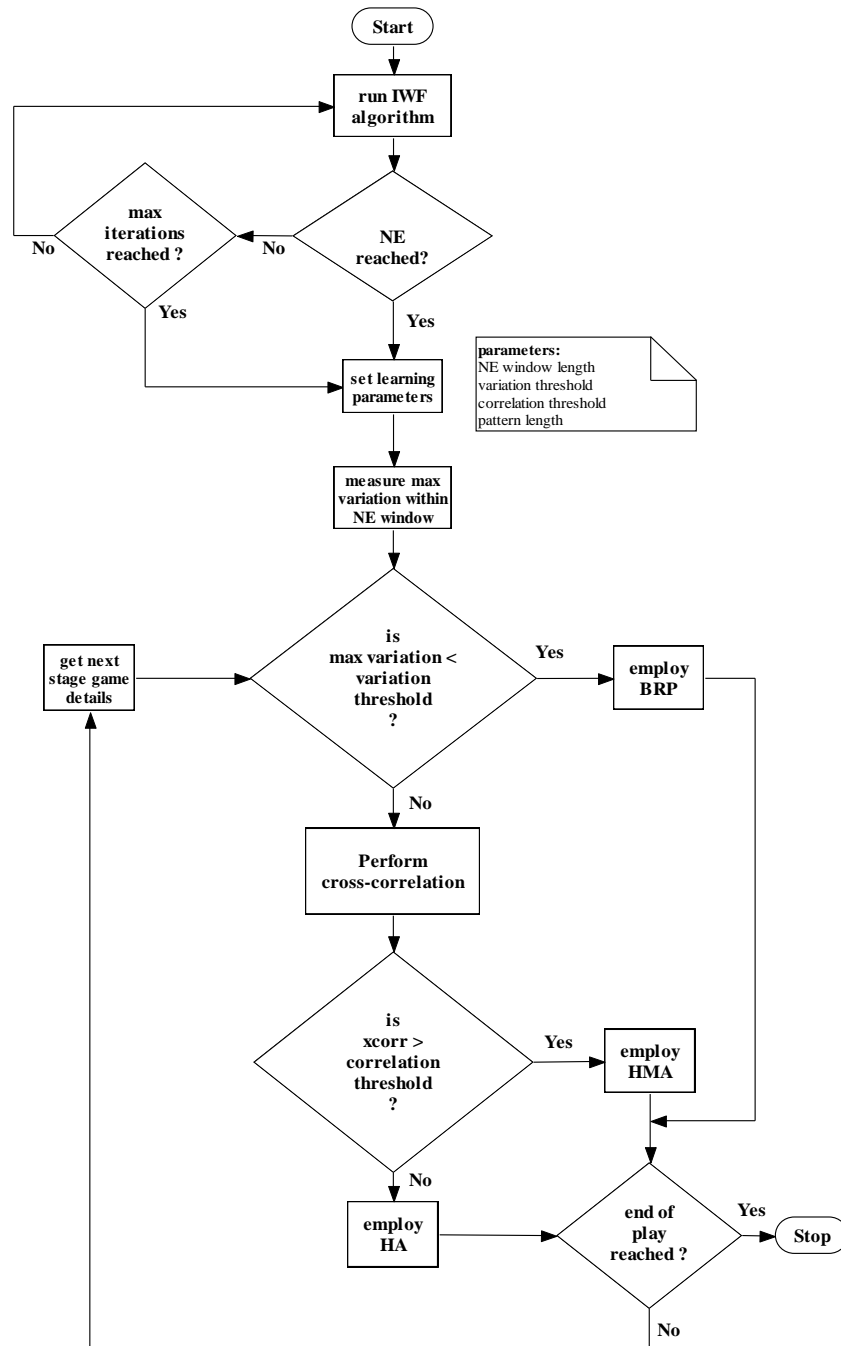 Start
run IWF
algorithm
max
iterations
reached ?
No
No
NE
reached?
Yes
Yes
set learning
parameters
parameters:
NE window length
variation threshold
correlation threshold
pattern length
measure max
variation within
NE window
get next
stage game
details
is
max variation <
variation
threshold
?
Yes
employ
BRP
No
Perform
cross-correlation
is
xcorr >
correlation
threshold
?
Yes
employ
HMA
No
employ
HA
end of
play
reached ?
Yes
Stop
No